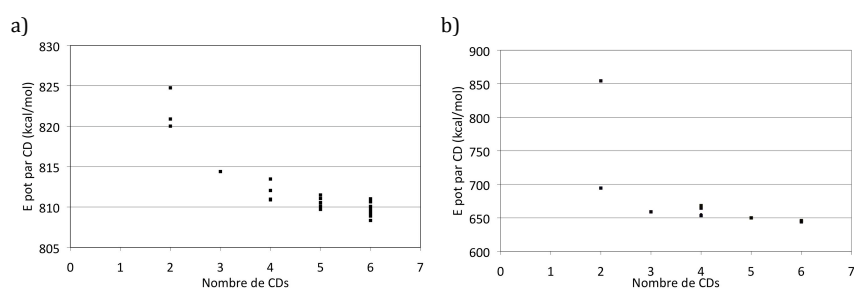 a)
E pot par CD (kcal/mol)
830
825
820
815
810
805
0 1 2 3 4 5 6 7
Nombre de CDs
b)
E pot par CD (kcal/mol)
900
850
800
750
700
650
600
0 1 2 3 4 5 6 7
Nombre de CDs